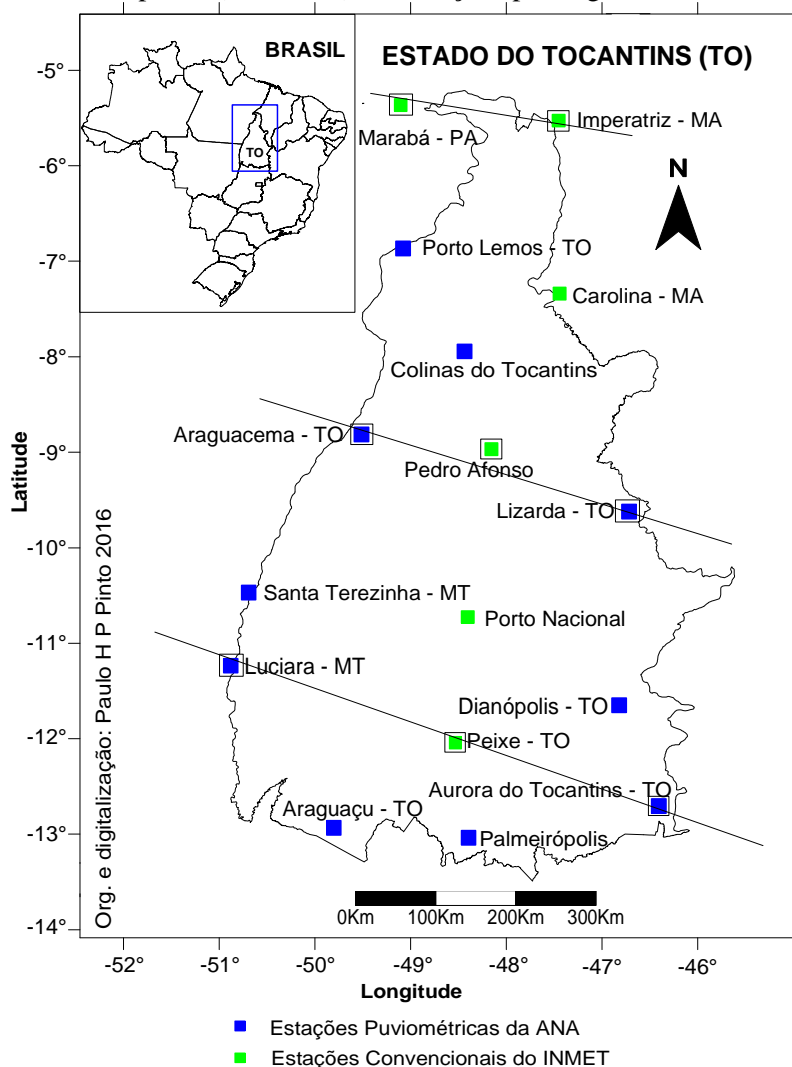 BRASIL
TO
ESTADO DO TOCANTINS (TO)
-5°
-6°
-7°
-8°
-9°
-10°
-11°
-12°
-13°
-14°
Latitude
Marabá - PA
Imperatriz - MA
N
Porto Lemos - TO
Carolina - MA
Colinas do Tocantins
Araguacema - TO
Pedro Afonso
Lizarda - TO
Santa Terezinha - MT
Porto Nacional
Luciara - MT
Dianópolis - TO
Peixe - TO
Aurora do Tocantins - TO
Araguaçu - TO
Palmeirópolis
Org. e digitalização: Paulo H P Pinto 2016
0Km 100Km 200Km 300Km
-52° -51° -50° -49° -48° -47° -46°
Longitude
Estações Puviométricas da ANA
Estações Convencionais do INMET